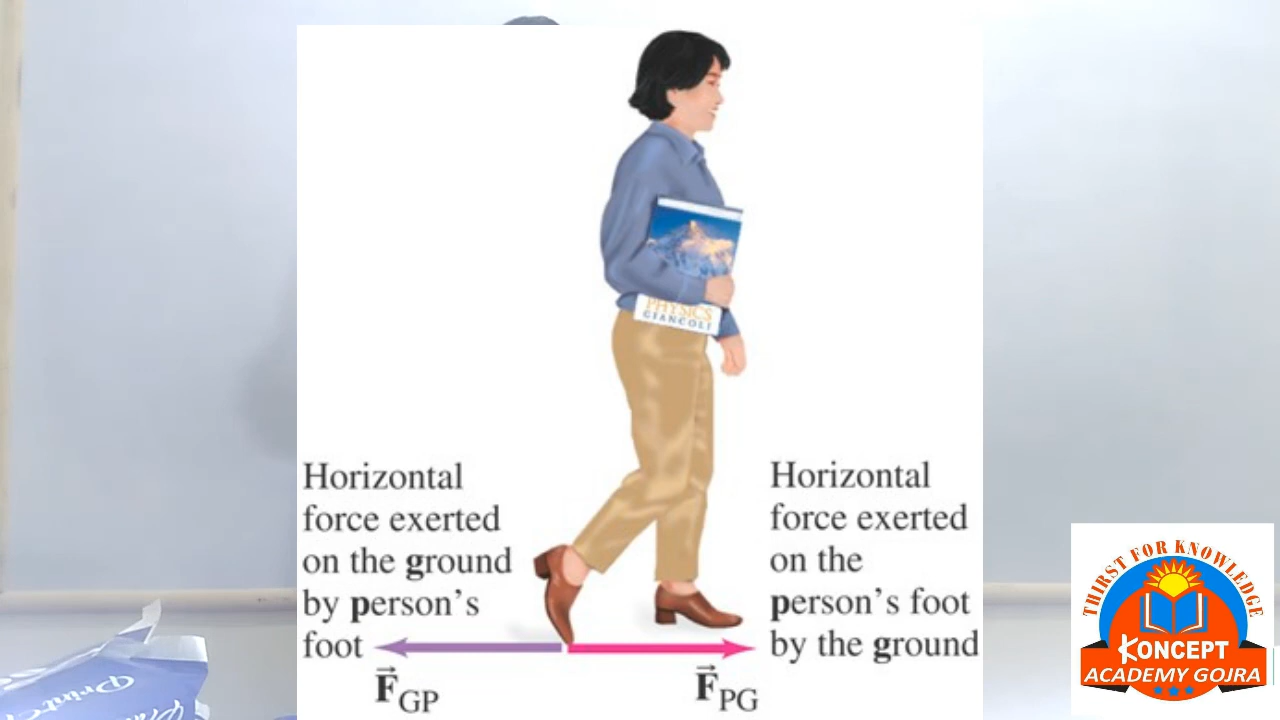 PHYSICS
GIANCOLI
Horizontal
force exerted
on the ground
by person's
foot
F⃗GP
Horizontal
force exerted
on the
person's foot
by the ground
F⃗PG
THIRST FOR KNOWLEDGE
KONCEPT
ACADEMY GOJRA